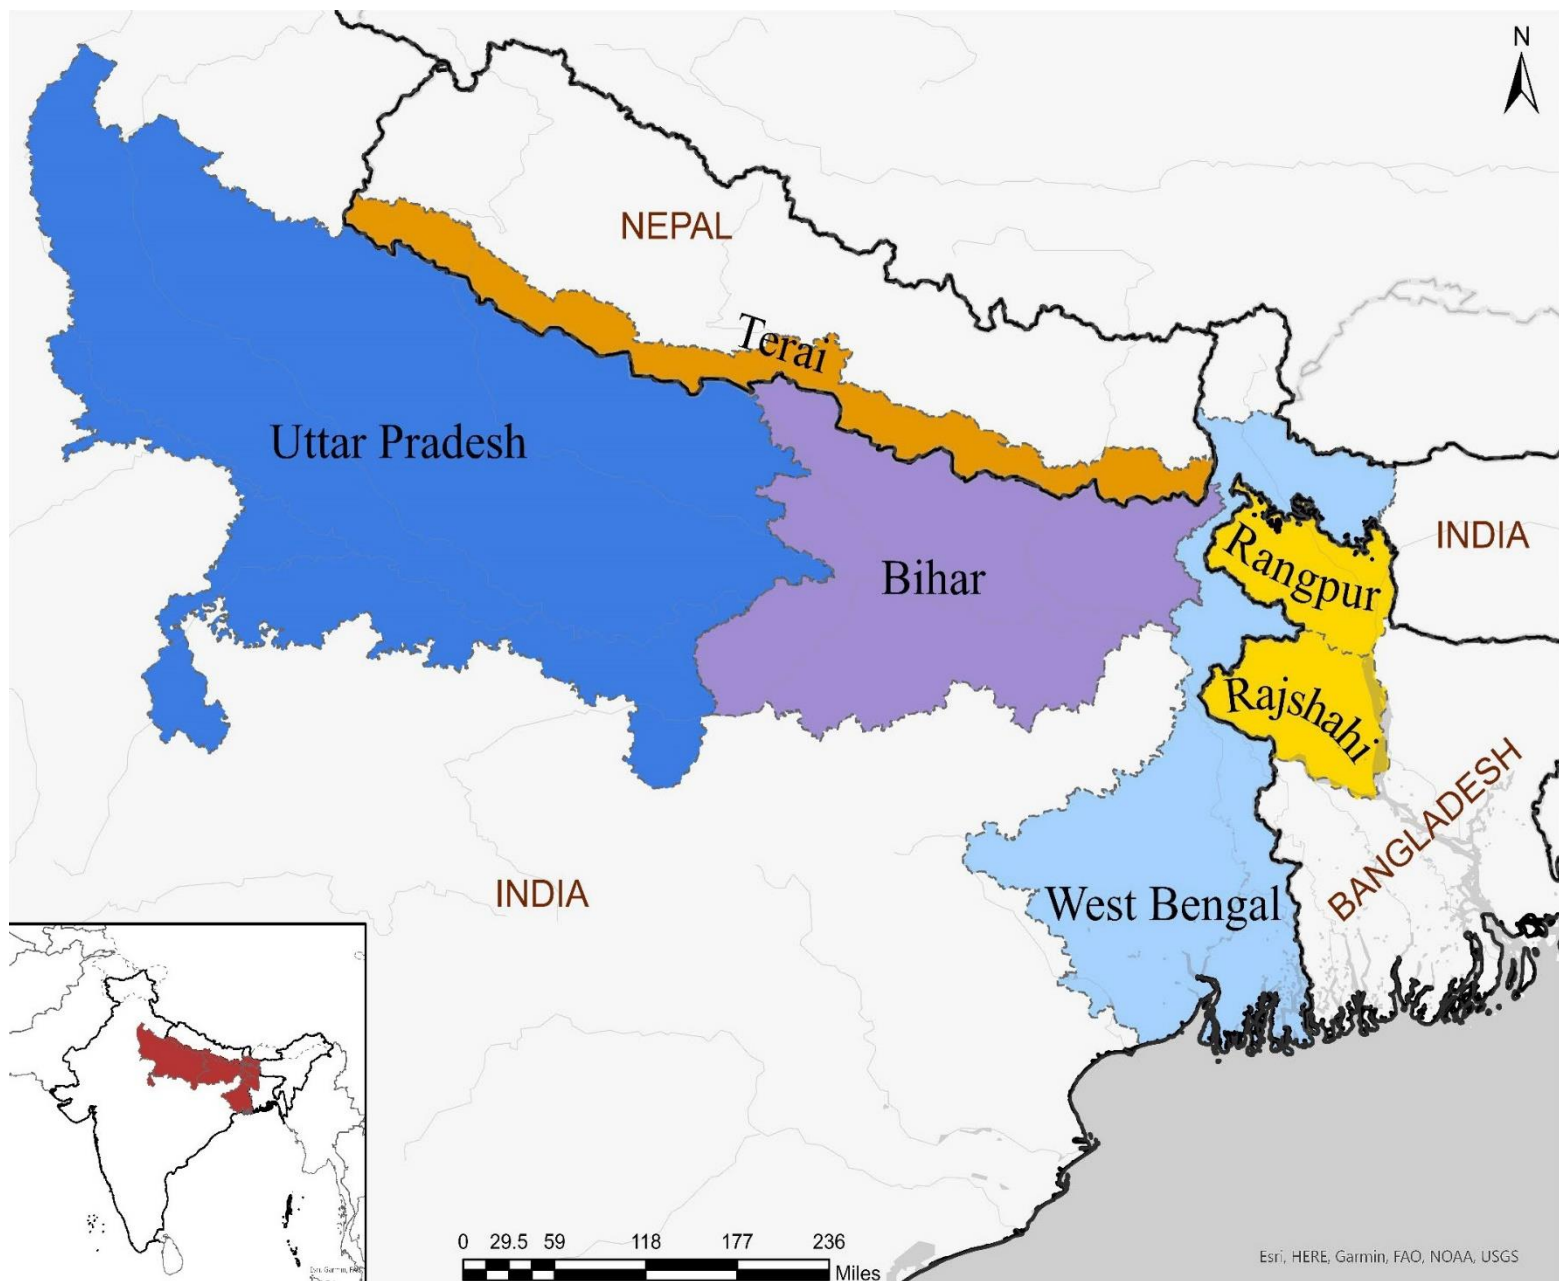 N
NEPAL
Terai
Uttar Pradesh
INDIA
Rangpur
Bihar
Rajshahi
BANGLADESH
West Bengal
INDIA
0 29.5 59 118 177 236
Miles
Esri, HERE, Garmin, FAO, NOAA, USGS